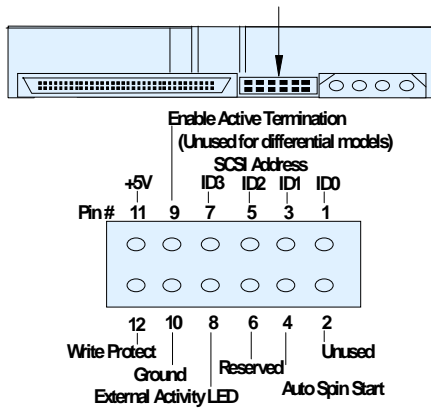 Enable Active Termination
(Unused for differential models)
SCSI Address
+5V ID3 ID2 ID1 ID0
Pin # 11 9 7 5 3 1
12 10 8 6 4 2
Write Protect Reserved Unused
Ground
External Activity LED Auto Spin Start